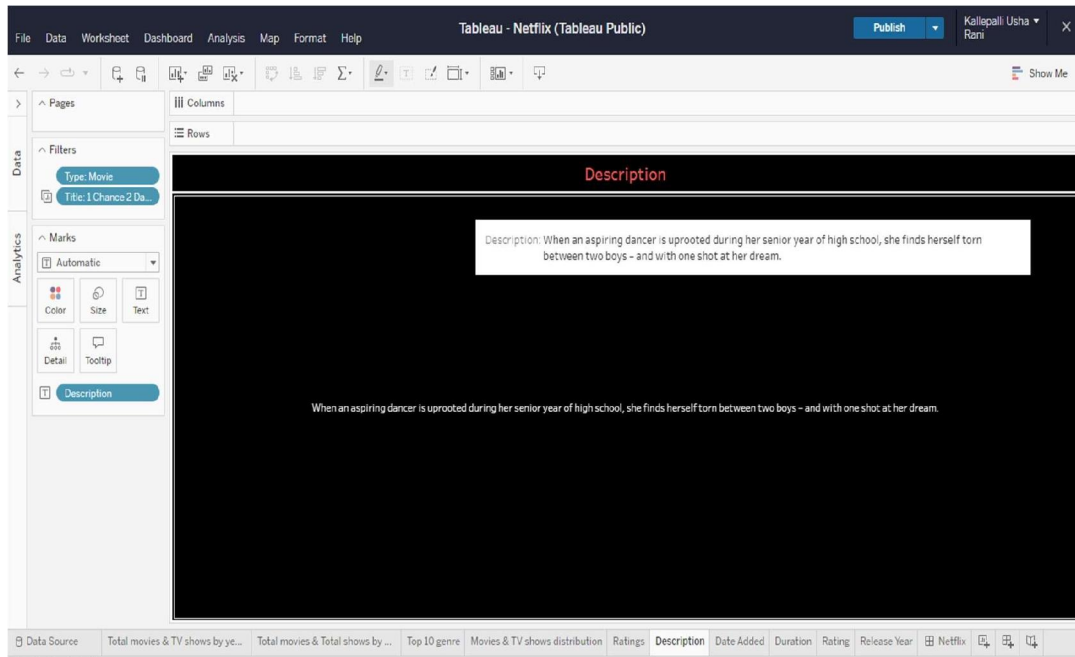 Tableau - Netflix (Tableau Public)
Publish
Kallepalli Usha
Rani
File Data Worksheet Dashboard Analysis Map Format Help
Show Me
Pages
Columns
Rows
Data
Filters
Type: Movie
Title: 1 Chance 2 Da...
Description
Analytics
Marks
Automatic
Color Size Text
Detail Tooltip
Description
Description: When an aspiring dancer is uprooted during her senior year of high school, she finds herself torn
between two boys – and with one shot at her dream.
When an aspiring dancer is uprooted during her senior year of high school, she finds herself torn between two boys – and with one shot at her dream.
Data Source Total movies & TV shows by ye... Total movies & Total shows by ... Top 10 genre Movies & TV shows distribution Ratings Description Date Added Duration Rating Release Year Netflix